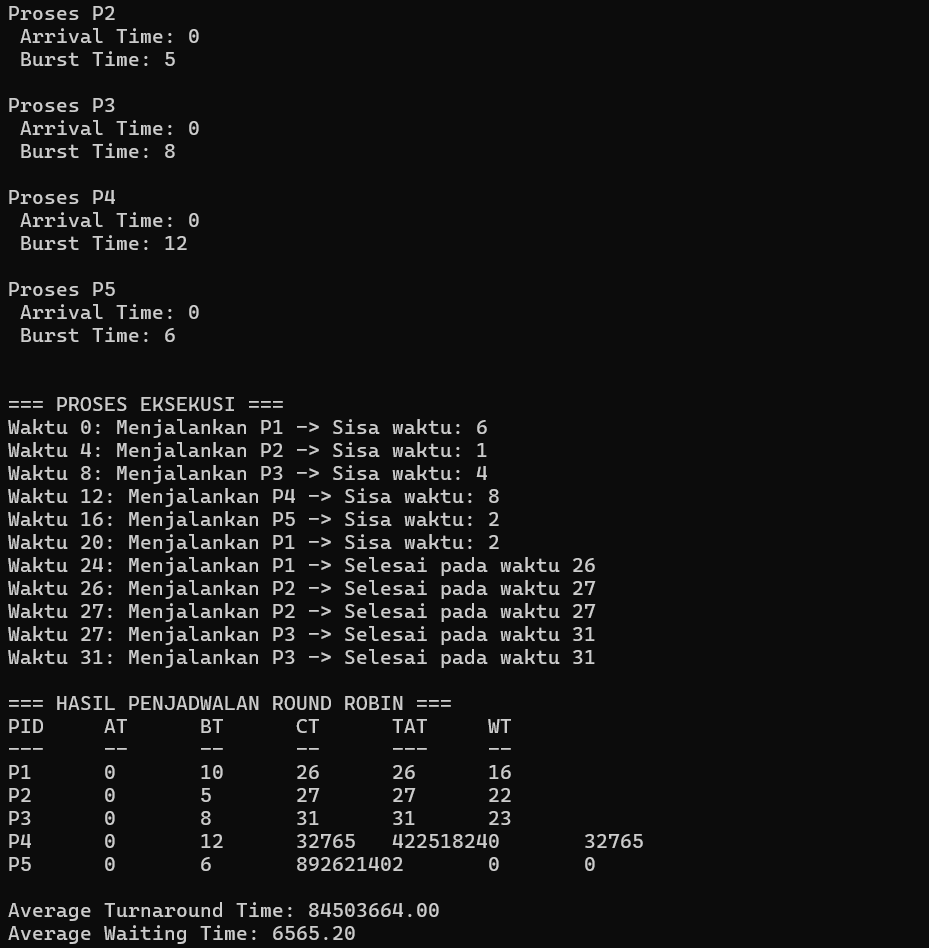 Proses P2
 Arrival Time: 0
 Burst Time: 5

Proses P3
 Arrival Time: 0
 Burst Time: 8

Proses P4
 Arrival Time: 0
 Burst Time: 12

Proses P5
 Arrival Time: 0
 Burst Time: 6


=== PROSES EKSEKUSI ===
Waktu 0: Menjalankan P1 -> Sisa waktu: 6
Waktu 4: Menjalankan P2 -> Sisa waktu: 1
Waktu 8: Menjalankan P3 -> Sisa waktu: 4
Waktu 12: Menjalankan P4 -> Sisa waktu: 8
Waktu 16: Menjalankan P5 -> Sisa waktu: 2
Waktu 20: Menjalankan P1 -> Sisa waktu: 2
Waktu 24: Menjalankan P1 -> Selesai pada waktu 26
Waktu 26: Menjalankan P2 -> Selesai pada waktu 27
Waktu 27: Menjalankan P2 -> Selesai pada waktu 27
Waktu 27: Menjalankan P3 -> Selesai pada waktu 31
Waktu 31: Menjalankan P3 -> Selesai pada waktu 31

=== HASIL PENJADWALAN ROUND ROBIN ===
PID     AT      BT      CT      TAT     WT
---     --      --      --      ---     --
P1      0       10      26      26      16
P2      0       5       27      27      22
P3      0       8       31      31      23
P4      0       12      32765   422518240       32765
P5      0       6       892621402       0       0

Average Turnaround Time: 84503664.00
Average Waiting Time: 6565.20